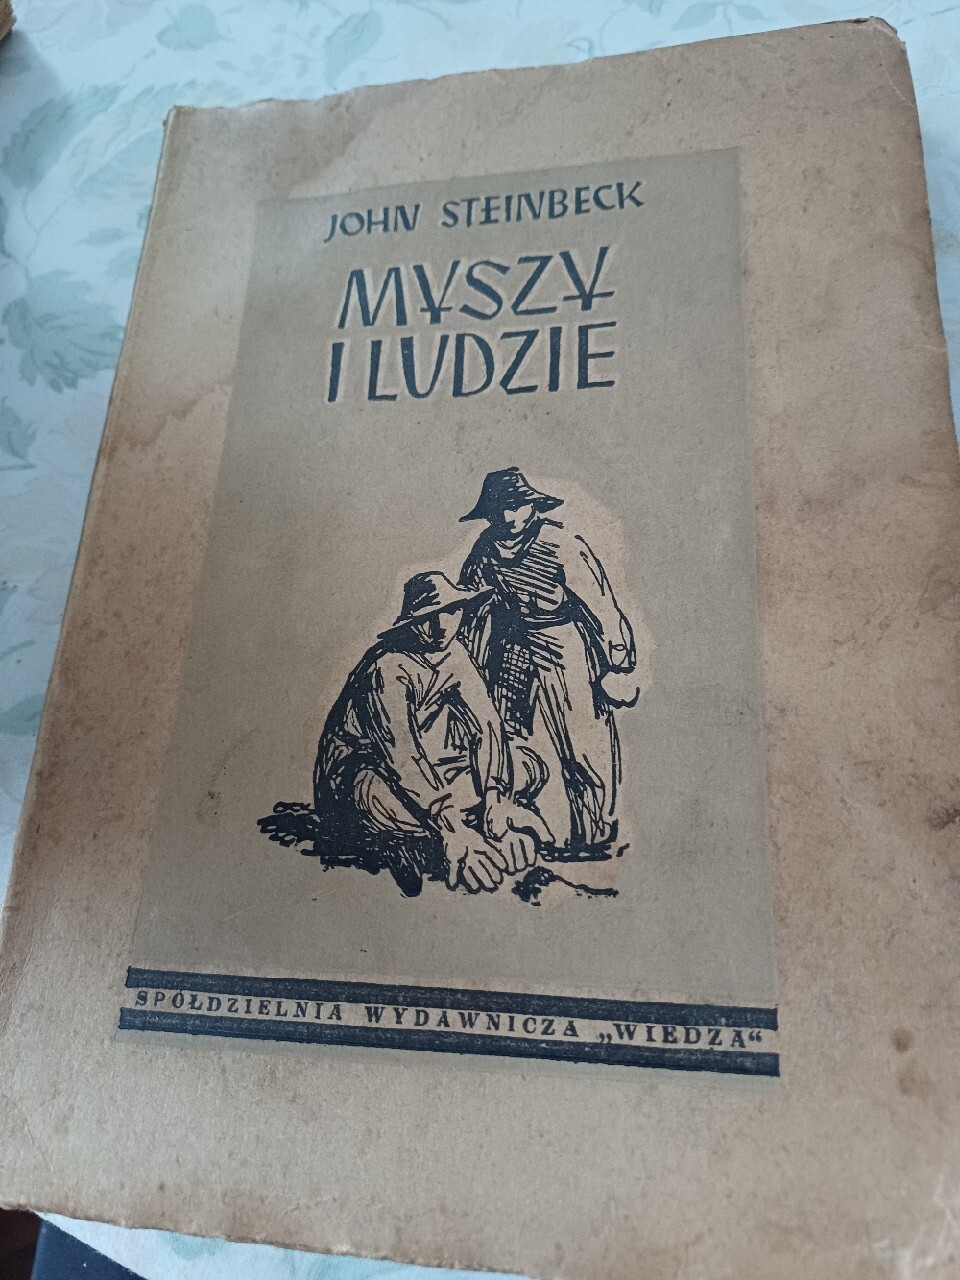 JOHN STEINBECK
MYSZY
I LUDZIE
SPÓŁDZIELNIA WYDAWNICZA „WIEDZA“